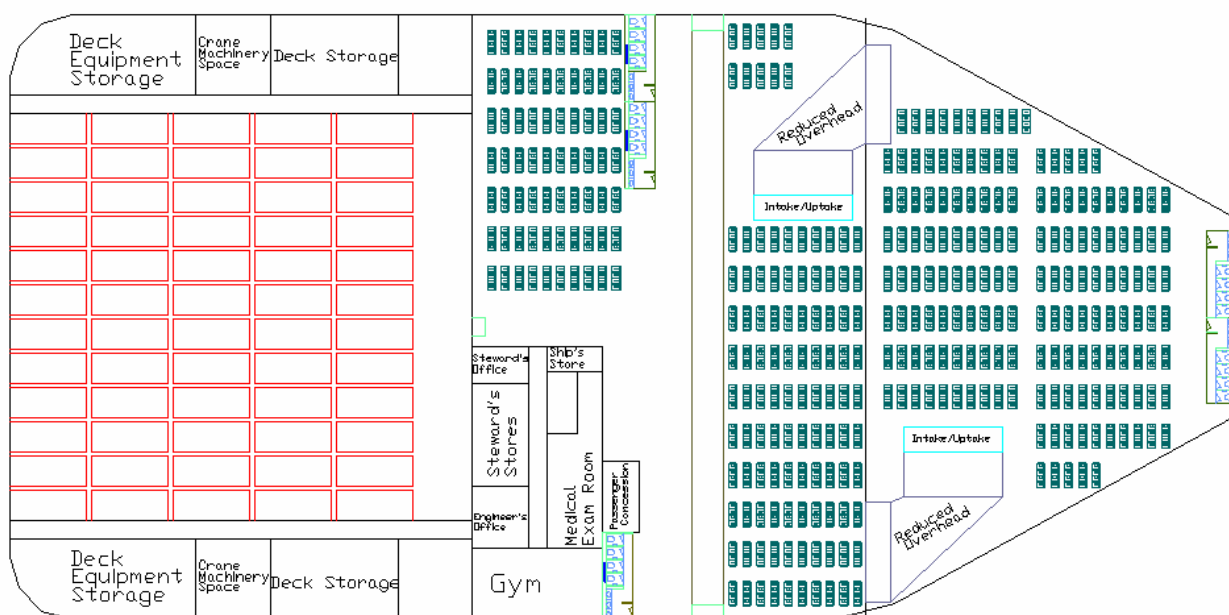 Deck
Equipment
Storage
Crane
Machinery
Space
Deck Storage
Reduced
Overhead
Intake/Uptake
Steward's
Office
Ship's
Store
Steward's
Stores
Medical
Exam Room
Passenger
Concession
Engineer's
Office
Intake/Uptake
Reduced
Overhead
Deck
Equipment
Storage
Crane
Machinery
Space
Deck Storage
Gym